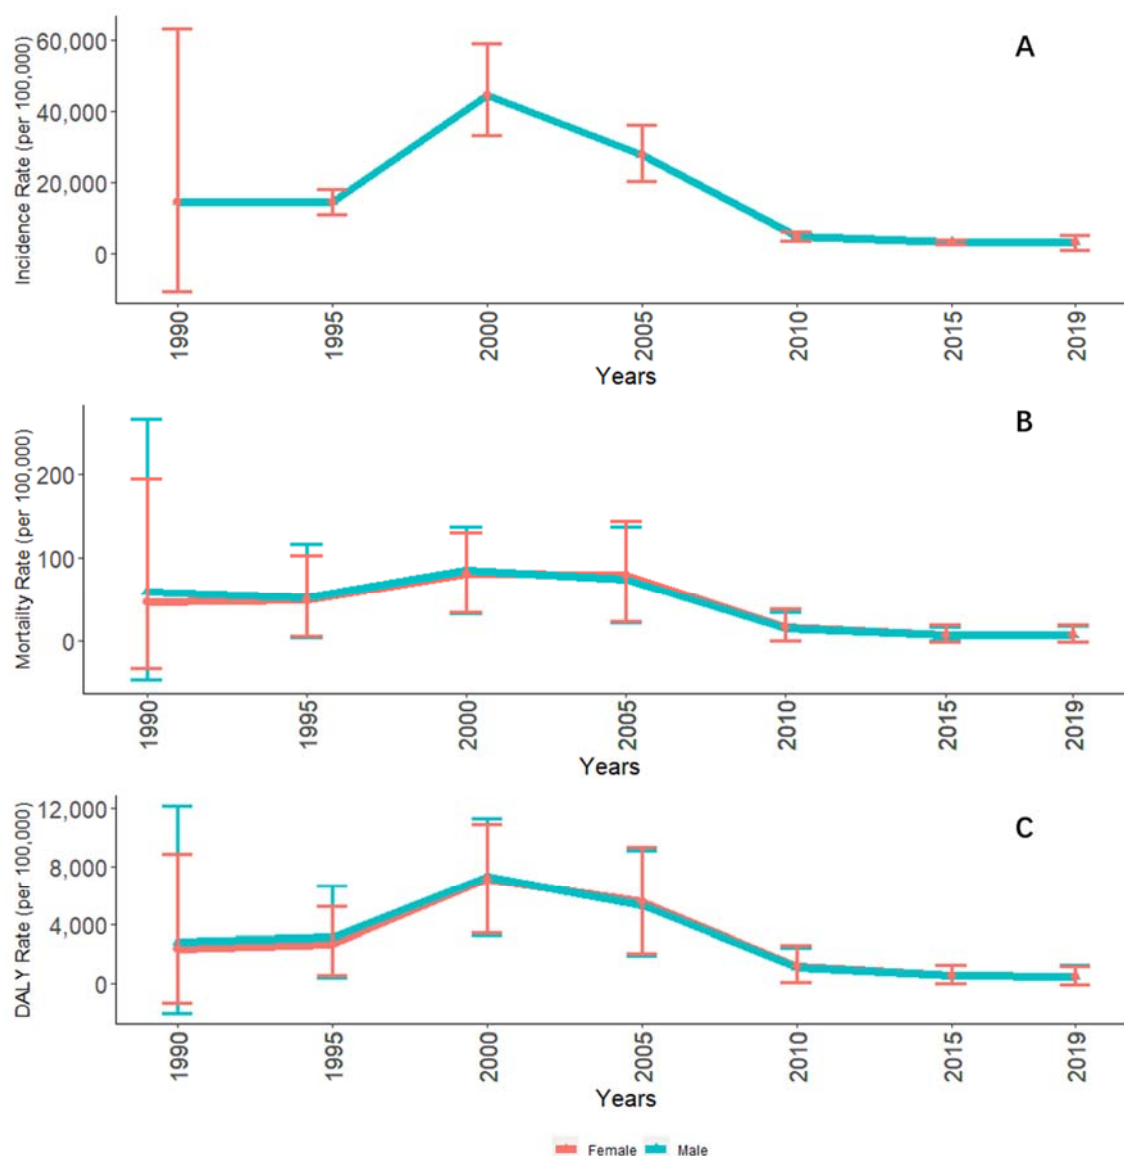 A
Incidence Rate (per 100,000)
60,000
40,000
20,000
0
1990 1995 2000 2005 2010 2015 2019
Years
B
Mortailty Rate (per 100,000)
200
100
0
1990 1995 2000 2005 2010 2015 2019
Years
C
DALY Rate (per 100,000)
12,000
8,000
4,000
0
1990 1995 2000 2005 2010 2015 2019
Years
Female Male